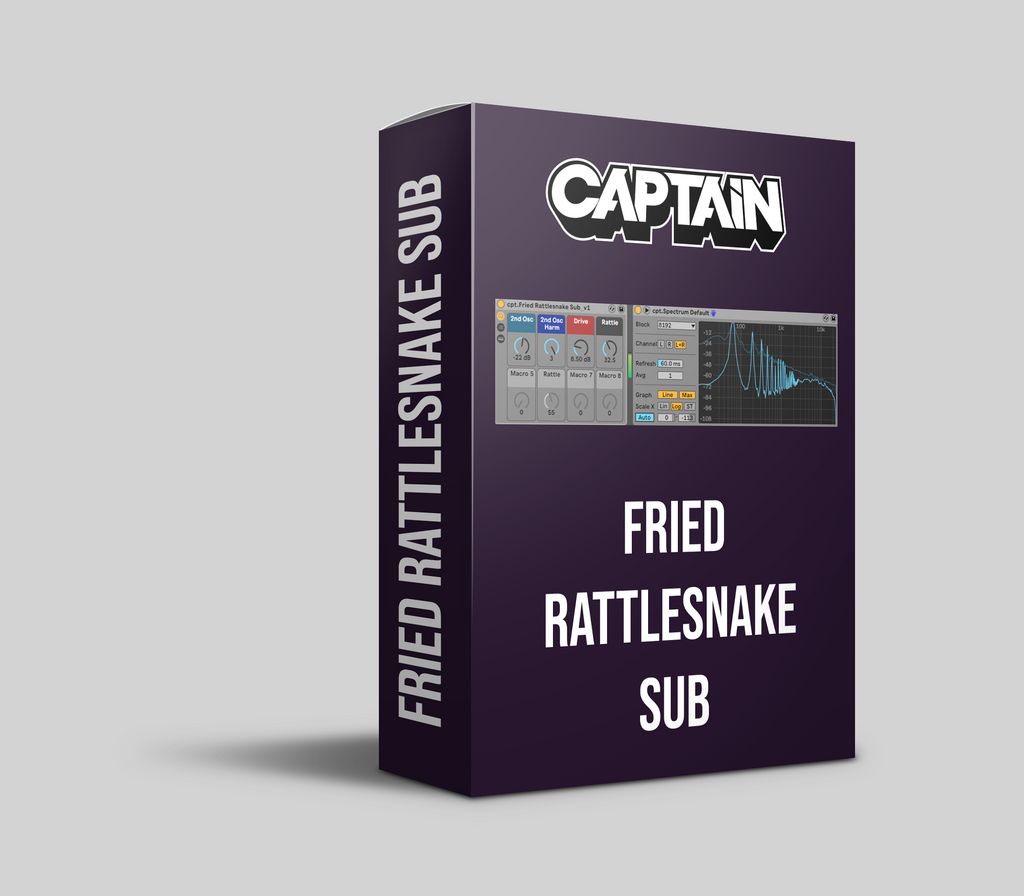 FRIED RATTLESNAKE SUB
CAPTAiN
cpt.Fried Rattlesnake Sub_v1
2nd Osc
2nd Osc Harm
Drive
Rattle
-22 dB
3
8.50 dB
32.5
Macro 5
Rattle
Macro 7
Macro 8
0
55
0
0
cpt.Spectrum Default
Block
8192
Channel
L
R
L+R
Refresh
60.0 ms
Avg
1
Graph
Line
Max
Scale X
Lin
Log
ST
Auto
0
100
1k
10k
-12
-24
-36
-48
-60
-72
-84
-96
-108
FRIED
RATTLESNAKE
SUB